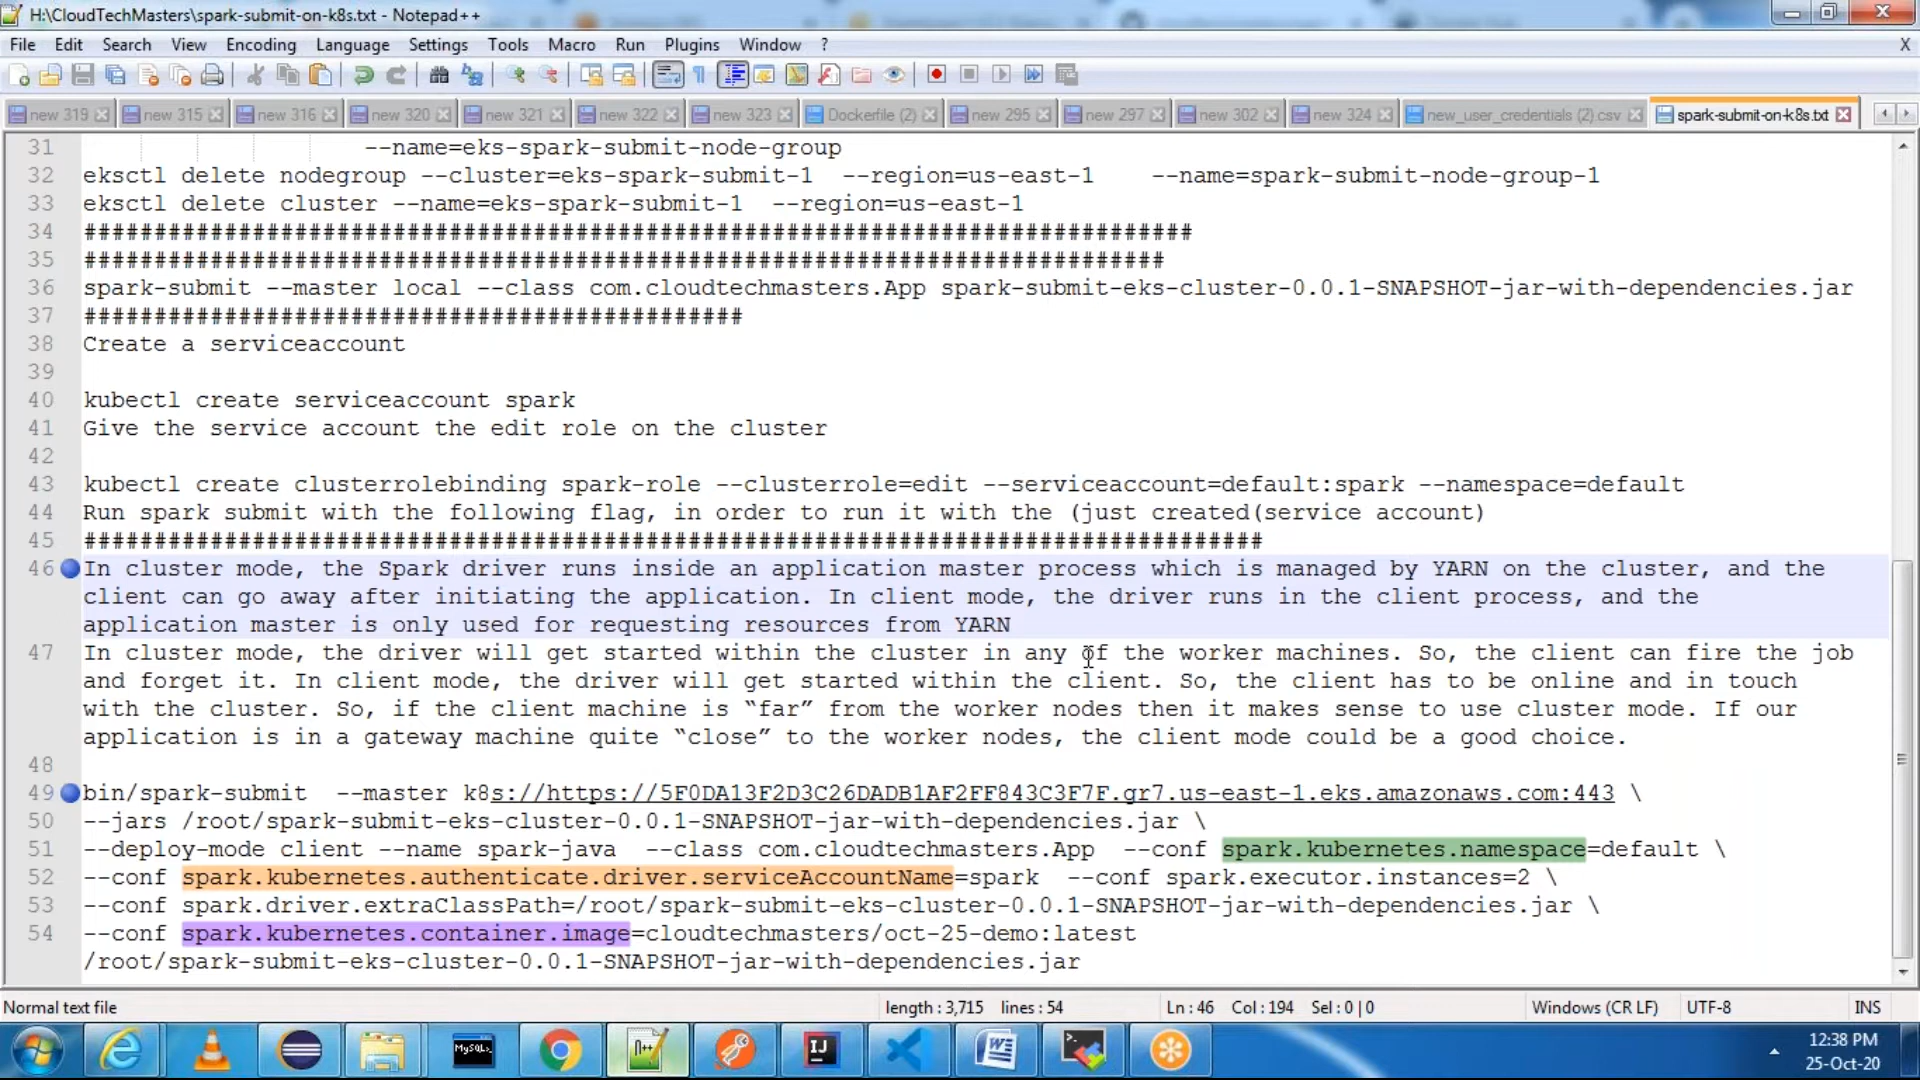 H:\CloudTechMasters\spark-submit-on-k8s.txt - Notepad++
File Edit Search View Encoding Language Settings Tools Macro Run Plugins Window ? X
new 319 new 315 new 316 new 320 new 321 new 322 new 323 Dockerfile (2) new 295 new 297 new 302 new 324 new_user_credentials (2).csv spark-submit-on-k8s.txt
31 --name=eks-spark-submit-node-group
32 eksctl delete nodegroup --cluster=eks-spark-submit-1 --region=us-east-1 --name=spark-submit-node-group-1
33 eksctl delete cluster --name=eks-spark-submit-1 --region=us-east-1
34 ###############################################################################
35 #############################################################################
36 spark-submit --master local --class com.cloudtechmasters.App spark-submit-eks-cluster-0.0.1-SNAPSHOT-jar-with-dependencies.jar
37 ###############################################
38 Create a serviceaccount
39
40 kubectl create serviceaccount spark
41 Give the service account the edit role on the cluster
42
43 kubectl create clusterrolebinding spark-role --clusterrole=edit --serviceaccount=default:spark --namespace=default
44 Run spark submit with the following flag, in order to run it with the (just created(service account)
45 ####################################################################################
46 In cluster mode, the Spark driver runs inside an application master process which is managed by YARN on the cluster, and the
client can go away after initiating the application. In client mode, the driver runs in the client process, and the
application master is only used for requesting resources from YARN
47 In cluster mode, the driver will get started within the cluster in any of the worker machines. So, the client can fire the job
and forget it. In client mode, the driver will get started within the client. So, the client has to be online and in touch
with the cluster. So, if the client machine is “far” from the worker nodes then it makes sense to use cluster mode. If our
application is in a gateway machine quite “close” to the worker nodes, the client mode could be a good choice.
48
49 bin/spark-submit --master k8s://https://5F0DA13F2D3C26DADB1AF2FF843C3F7F.gr7.us-east-1.eks.amazonaws.com:443 \
50 --jars /root/spark-submit-eks-cluster-0.0.1-SNAPSHOT-jar-with-dependencies.jar \
51 --deploy-mode client --name spark-java --class com.cloudtechmasters.App --conf spark.kubernetes.namespace=default \
52 --conf spark.kubernetes.authenticate.driver.serviceAccountName=spark --conf spark.executor.instances=2 \
53 --conf spark.driver.extraClassPath=/root/spark-submit-eks-cluster-0.0.1-SNAPSHOT-jar-with-dependencies.jar \
54 --conf spark.kubernetes.container.image=cloudtechmasters/oct-25-demo:latest
/root/spark-submit-eks-cluster-0.0.1-SNAPSHOT-jar-with-dependencies.jar
Normal text file length : 3,715 lines : 54 Ln : 46 Col : 194 Sel : 0 | 0 Windows (CR LF) UTF-8 INS
MySQL
N++
IJ
W
12:38 PM
25-Oct-20